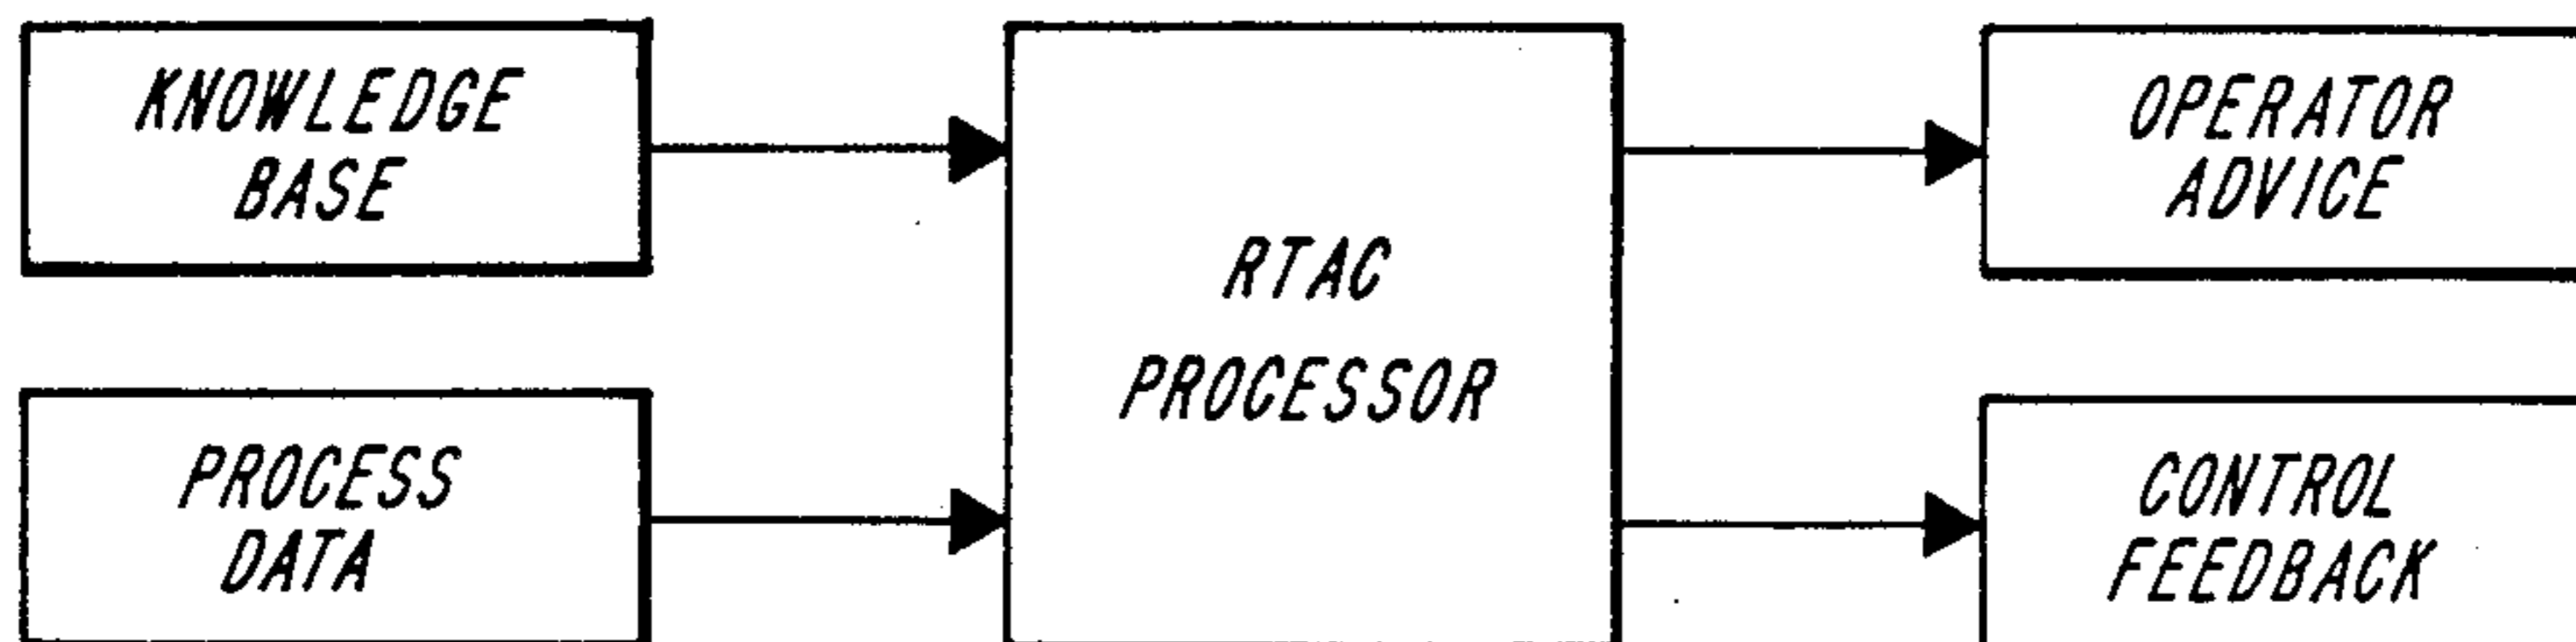 KNOWLEDGE
BASE
PROCESS
DATA
RTAC
PROCESSOR
OPERATOR
ADVICE
CONTROL
FEEDBACK